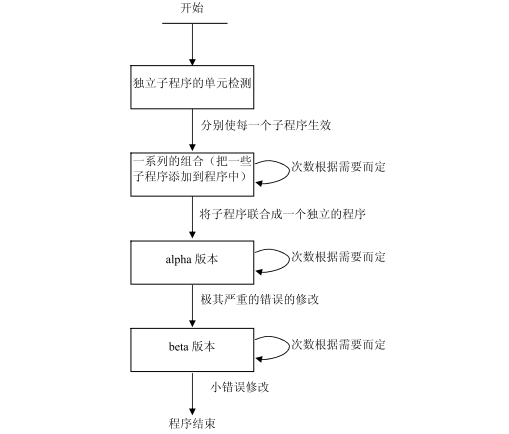 开始
独立子程序的单元检测
分别使每一个子程序生效
一系列的组合（把一些
子程序添加到程序中）
次数根据需要而定
将子程序联合成一个独立的程序
alpha 版本
次数根据需要而定
极其严重的错误的修改
beta 版本
次数根据需要而定
小错误修改
程序结束